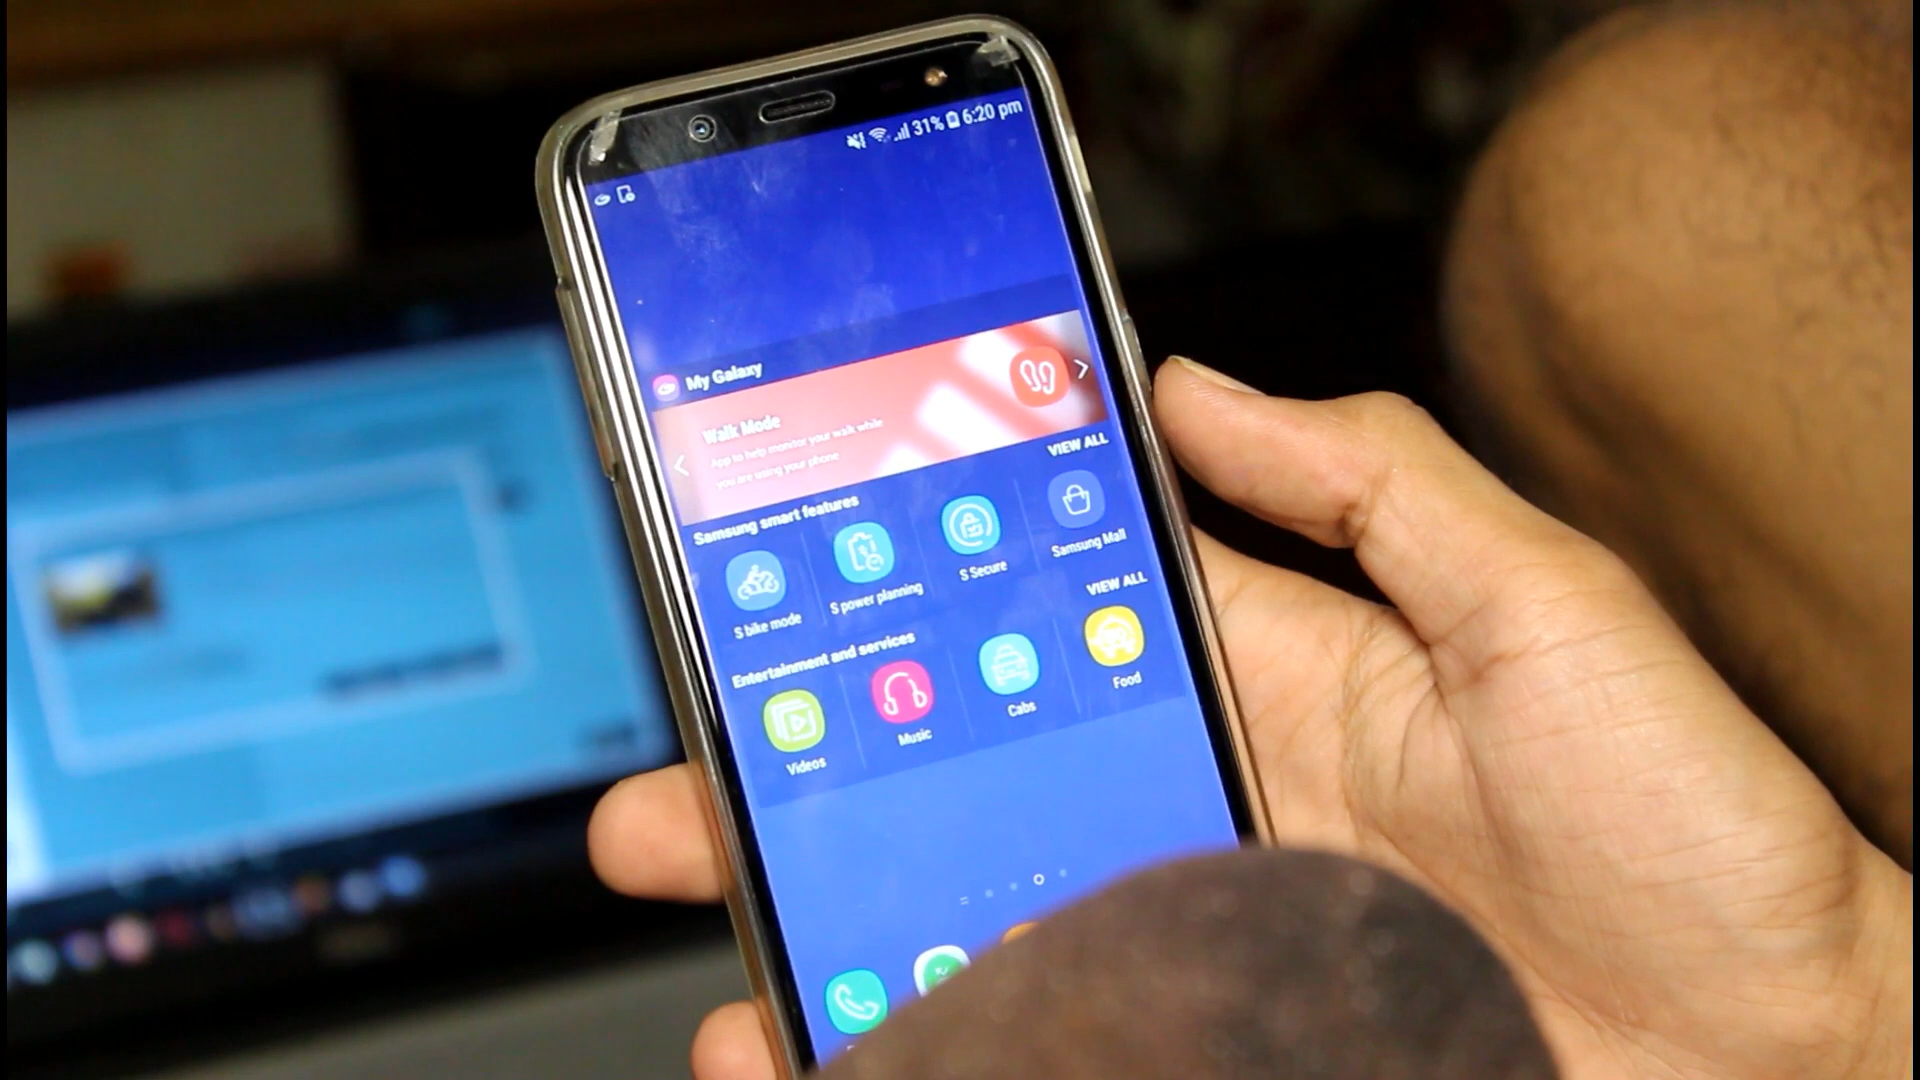 31% 6:20 pm
My Galaxy
Walk Mode
App to help monitor your walk while
you are using your phone
VIEW ALL
Samsung smart features
S bike mode
S power planning
S Secure
Samsung Mall
VIEW ALL
Entertainment and services
Videos
Music
Cabs
Food